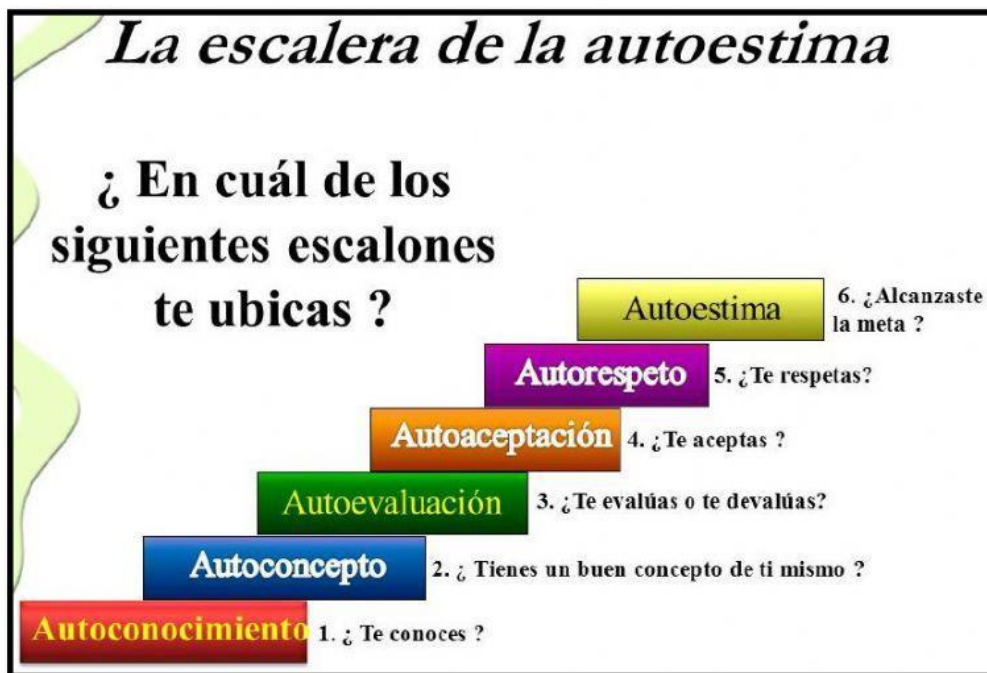 La escalera de la autoestima
¿ En cuál de los
siguientes escalones
te ubicas ?
Autoestima
6. ¿Alcanzaste
la meta ?
Autorespeto
5. ¿Te respetas?
Autoaceptación
4. ¿Te aceptas ?
Autoevaluación
3. ¿Te evalúas o te devalúas?
Autoconcepto
2. ¿ Tienes un buen concepto de ti mismo ?
Autoconocimiento
1. ¿ Te conoces ?